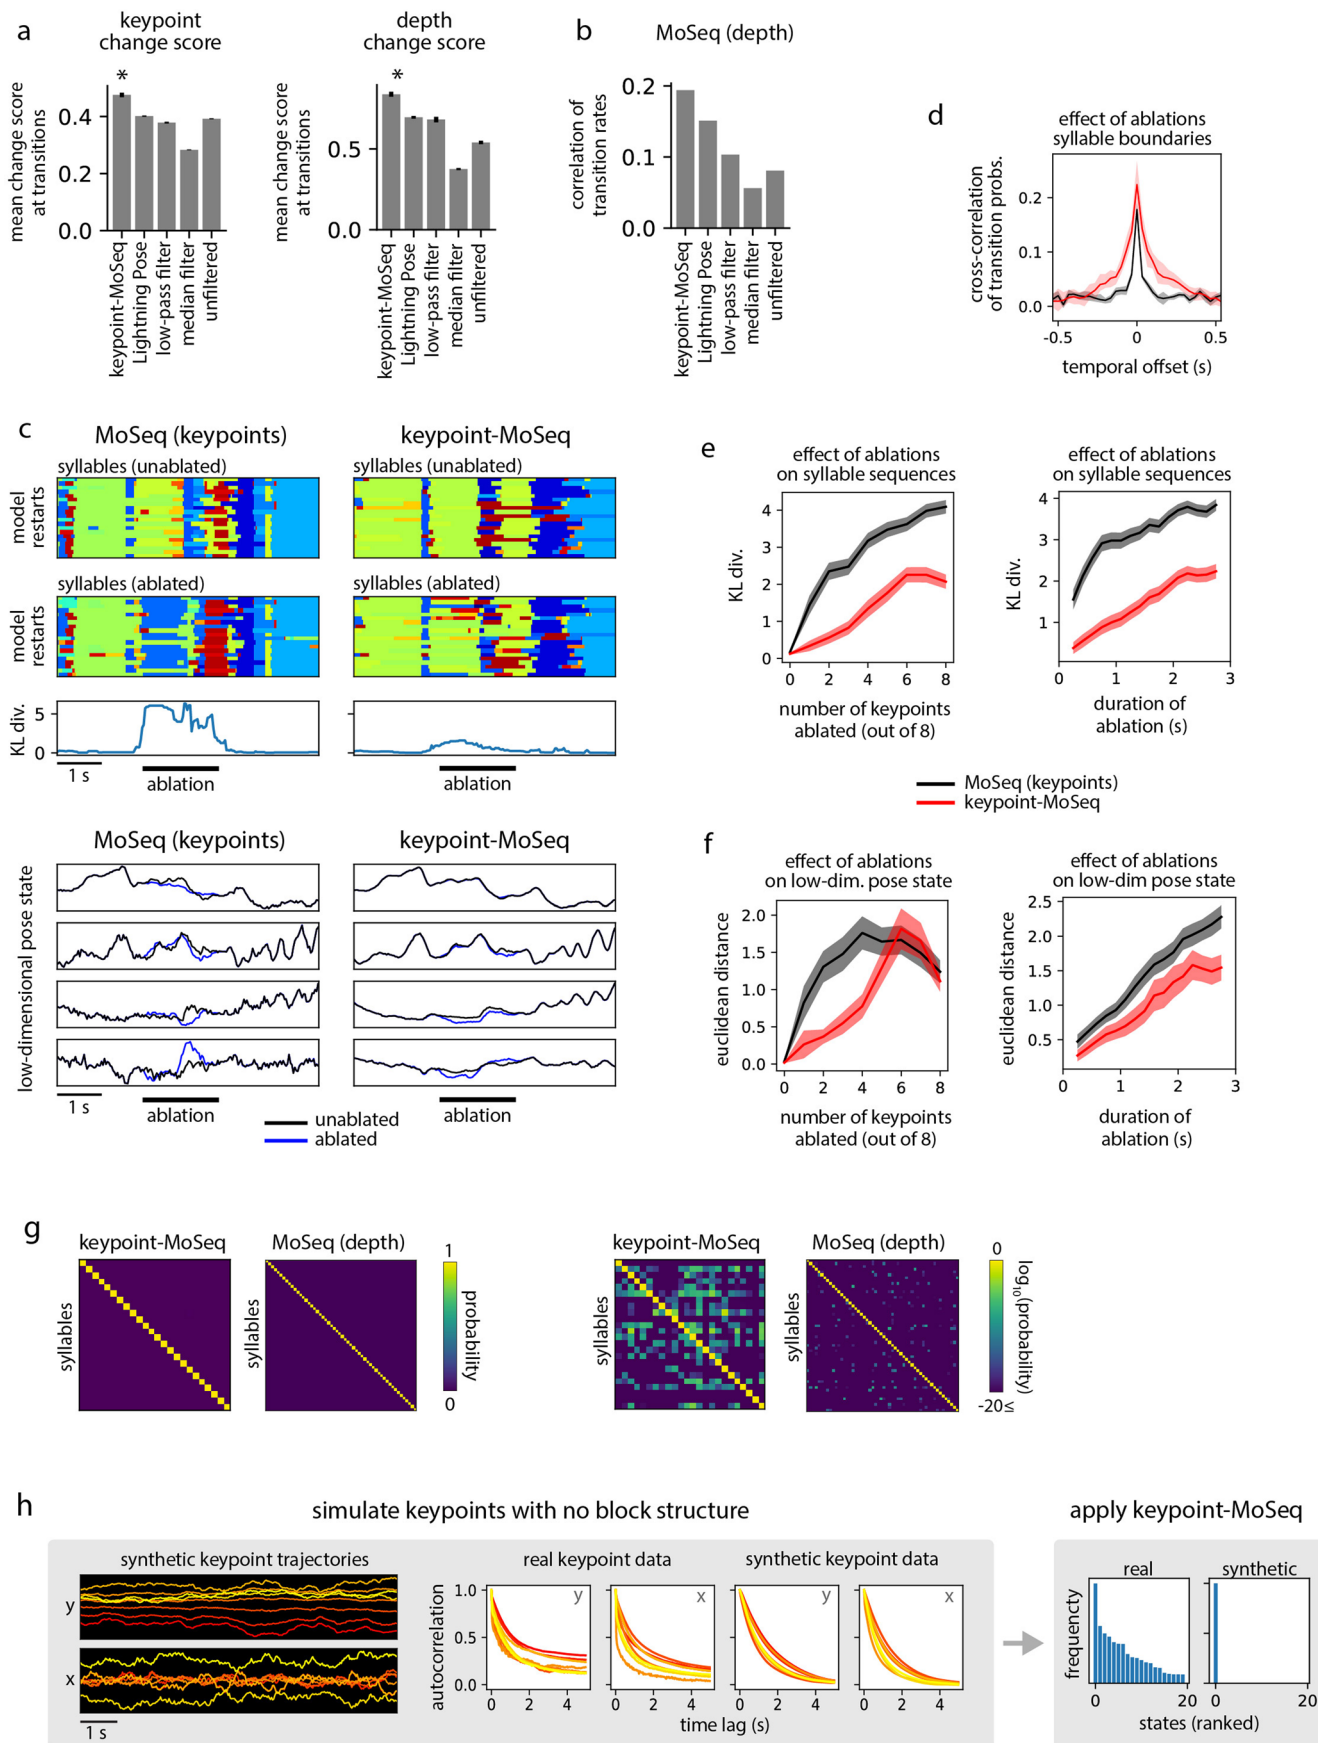 a
keypoint
change score
mean change score
at transitions
0.4
0.2
0.0
*
keypoint-MoSeq
Lightning Pose
low-pass filter
median filter
unfiltered
depth
change score
mean change score
at transitions
0.5
0.0
*
keypoint-MoSeq
Lightning Pose
low-pass filter
median filter
unfiltered
b
MoSeq (depth)
correlation of
transition rates
0.2
0.1
0.0
keypoint-MoSeq
Lightning Pose
low-pass filter
median filter
unfiltered
d
effect of ablations
syllable boundaries
cross-correlation
of transition probs.
0.2
0.1
0.0
-0.5 0 0.5
temporal offset (s)
c
MoSeq (keypoints)
keypoint-MoSeq
syllables (unablated)
syllables (unablated)
model
restarts
syllables (ablated)
syllables (ablated)
model
restarts
KL div.
5
0
1 s
ablation
ablation
MoSeq (keypoints)
keypoint-MoSeq
low-dimensional pose state
1 s
ablation
ablation
unablated
ablated
e
effect of ablations
on syllable sequences
KL div.
4
3
2
1
0
0 2 4 6 8
number of keypoints
ablated (out of 8)
effect of ablations
on syllable sequences
KL div.
4
3
2
1
0 1 2 3
duration of
ablation (s)
MoSeq (keypoints)
keypoint-MoSeq
f
effect of ablations
on low-dim. pose state
euclidean distance
2.0
1.5
1.0
0.5
0.0
0 2 4 6 8
number of keypoints
ablated (out of 8)
effect of ablations
on low-dim pose state
euclidean distance
2.5
2.0
1.5
1.0
0.5
0 1 2 3
duration of
ablation (s)
g
keypoint-MoSeq
syllables
MoSeq (depth)
syllables
1
probability
0
keypoint-MoSeq
syllables
MoSeq (depth)
syllables
0
log10 (probability)
-20≤
h
simulate keypoints with no block structure
apply keypoint-MoSeq
synthetic keypoint trajectories
y
x
1 s
real keypoint data
synthetic keypoint data
autocorrelation
1.0
0.5
0.0
y
x
y
x
0 2 4
0 2 4
0 2 4
0 2 4
time lag (s)
real
synthetic
frequencty
0 20
0 20
states (ranked)